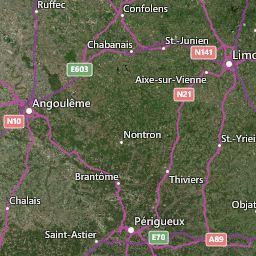 Ruffec
Confolens
Chabanais
St.-Junien
N141
Limo
E603
Aixe-sur-Vienne
N21
Angoulême
N10
Nontron
St.-Yrie
Brantôme
Thiviers
Chalais
Objat
Périgueux
Saint-Astier
E70
A89